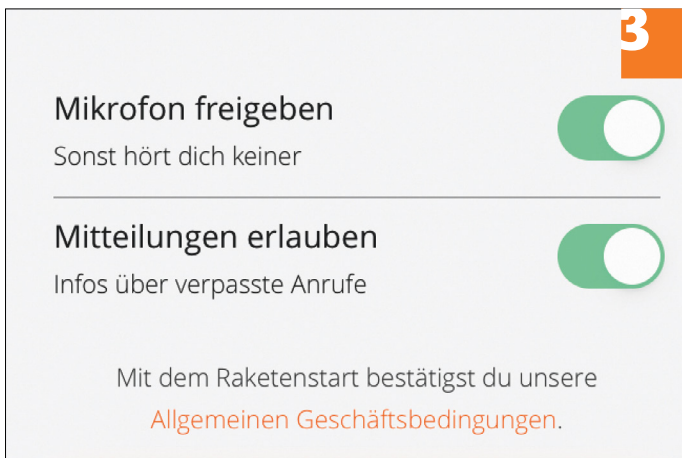 3
Mikrofon freigeben
Sonst hört dich keiner
Mitteilungen erlauben
Infos über verpasste Anrufe
Mit dem Raketenstart bestätigst du unsere
Allgemeinen Geschäftsbedingungen.